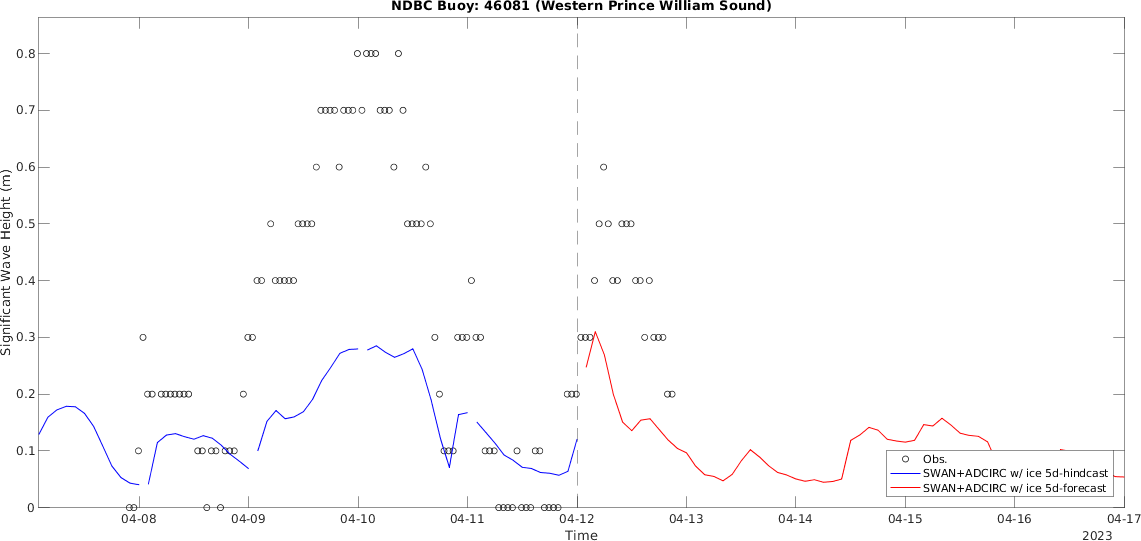 NDBC Buoy: 46081 (Western Prince William Sound)
Significant Wave Height (m)
0.8
0.7
0.6
0.5
0.4
0.3
0.2
0.1
0
Obs.
SWAN+ADCIRC w/ ice 5d-hindcast
SWAN+ADCIRC w/ ice 5d-forecast
04-08 04-09 04-10 04-11 04-12 04-13 04-14 04-15 04-16 04-17
Time
2023